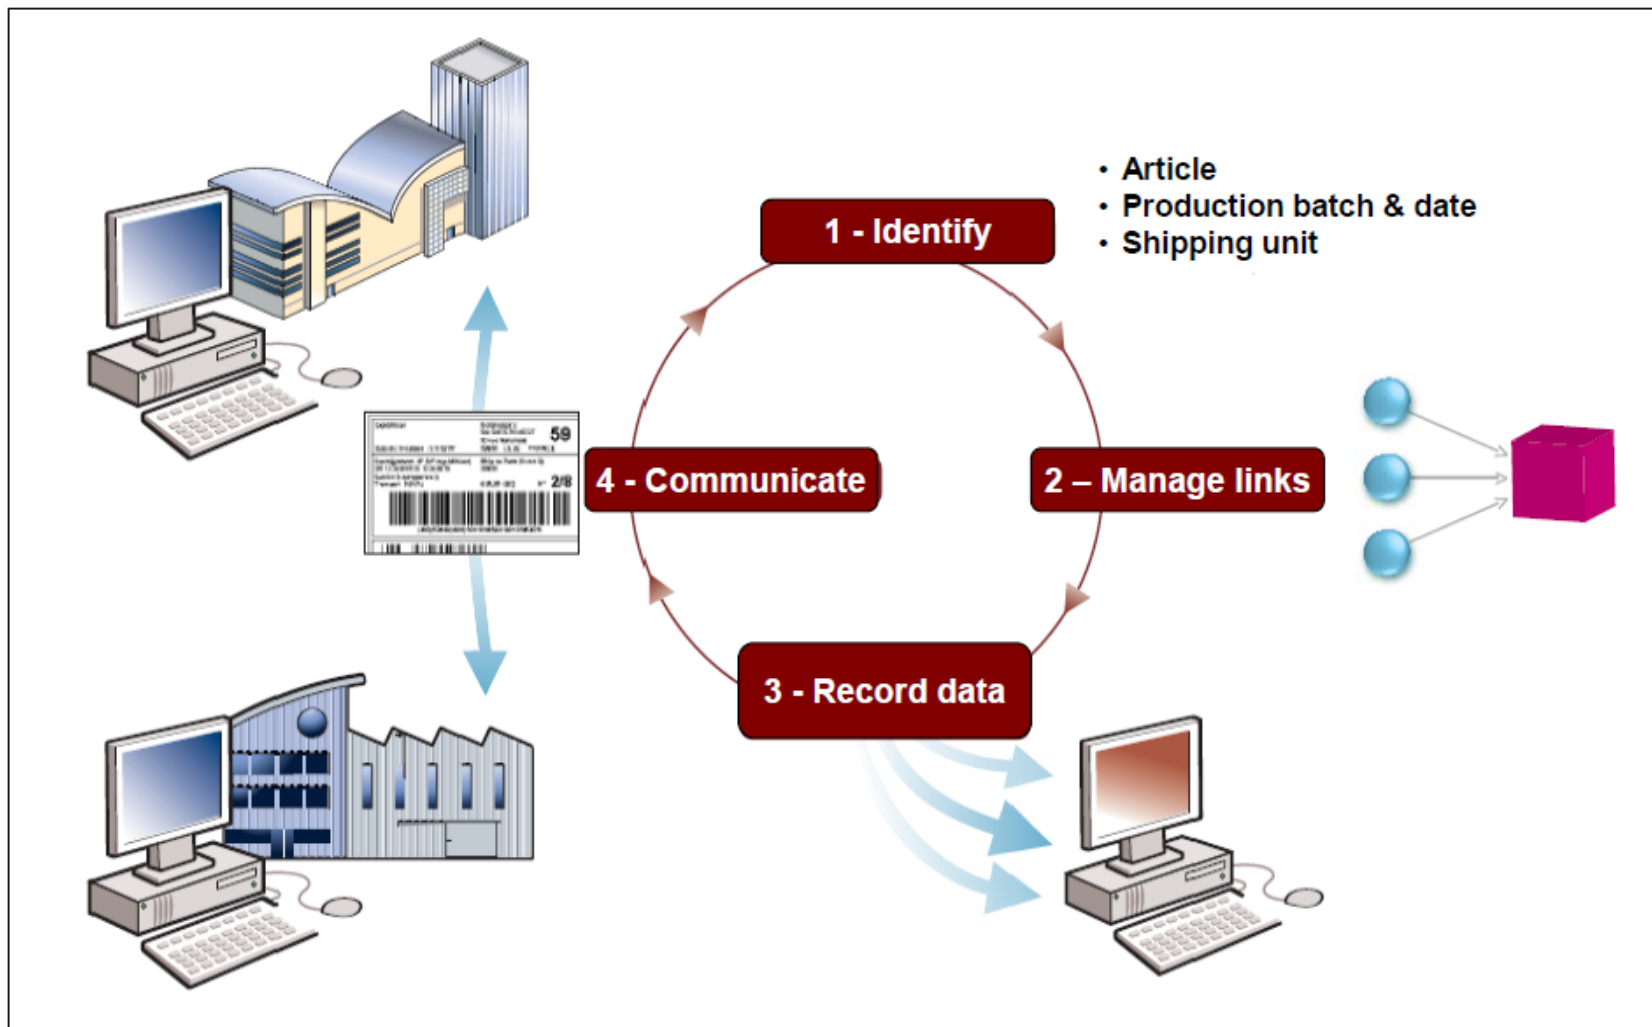 • Article
• Production batch & date
• Shipping unit
1 - Identify
59
4 - Communicate
2 – Manage links
2/8
3 - Record data